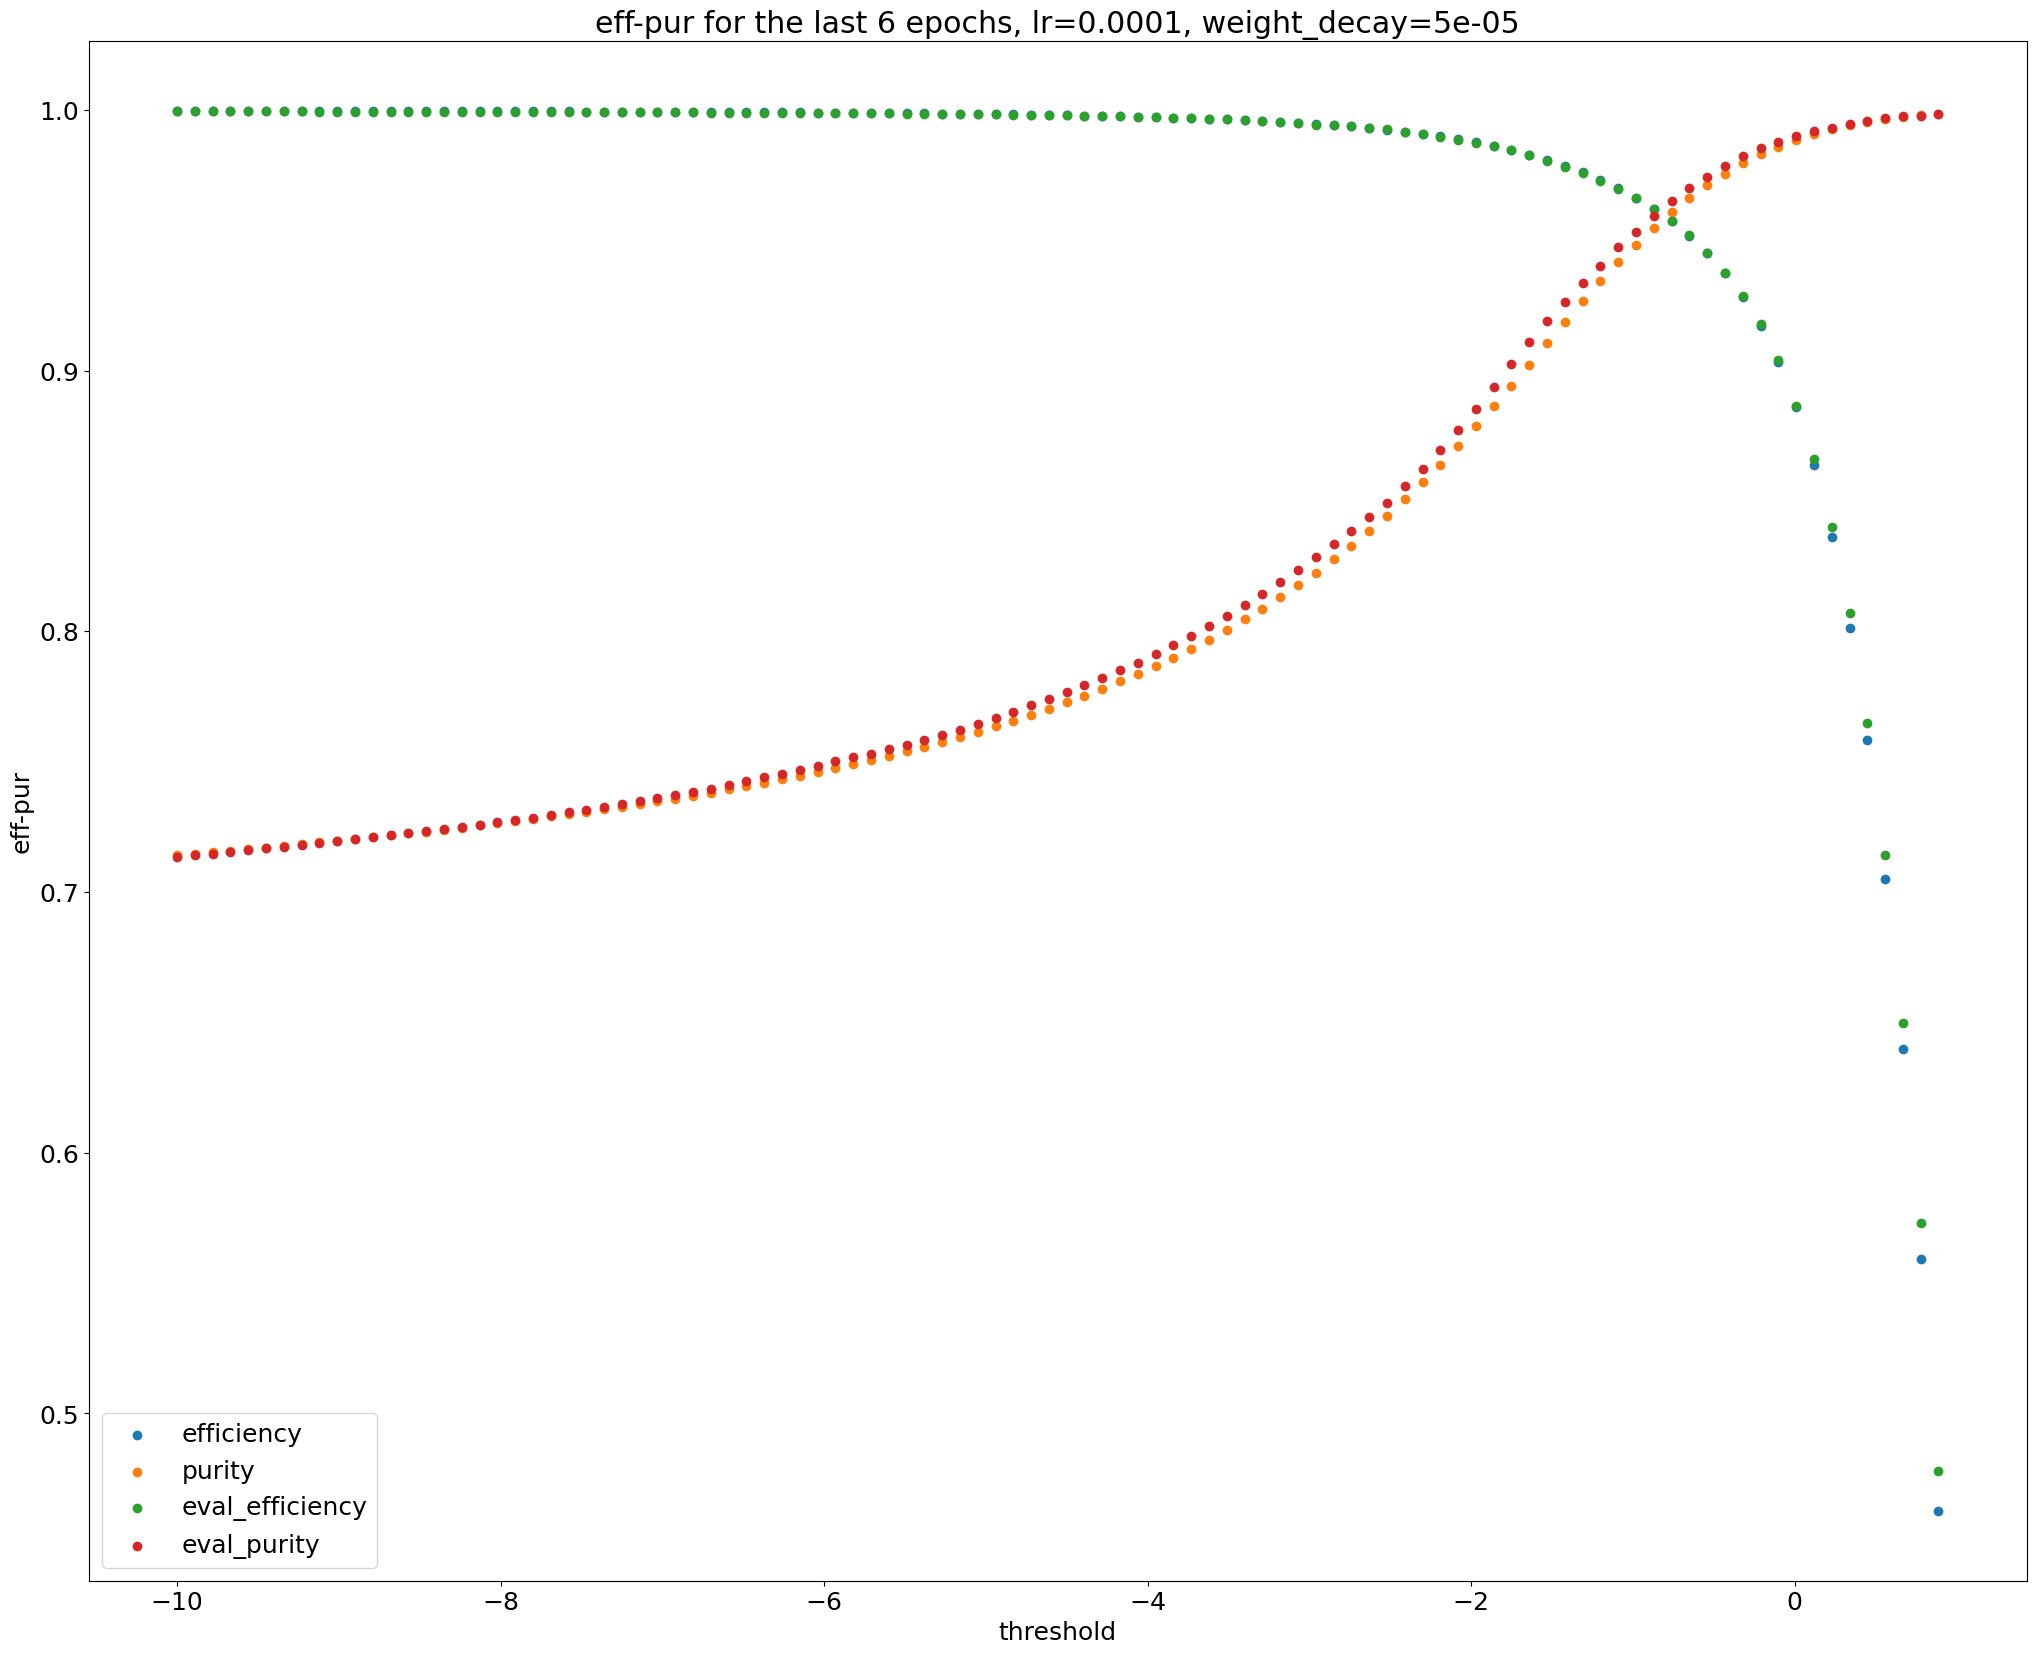 eff-pur for the last 6 epochs, lr=0.0001, weight_decay=5e-05
1.0
0.9
0.8
0.7
0.6
0.5
eff-pur
efficiency
purity
eval_efficiency
eval_purity
−10 −8 −6 −4 −2 0
threshold